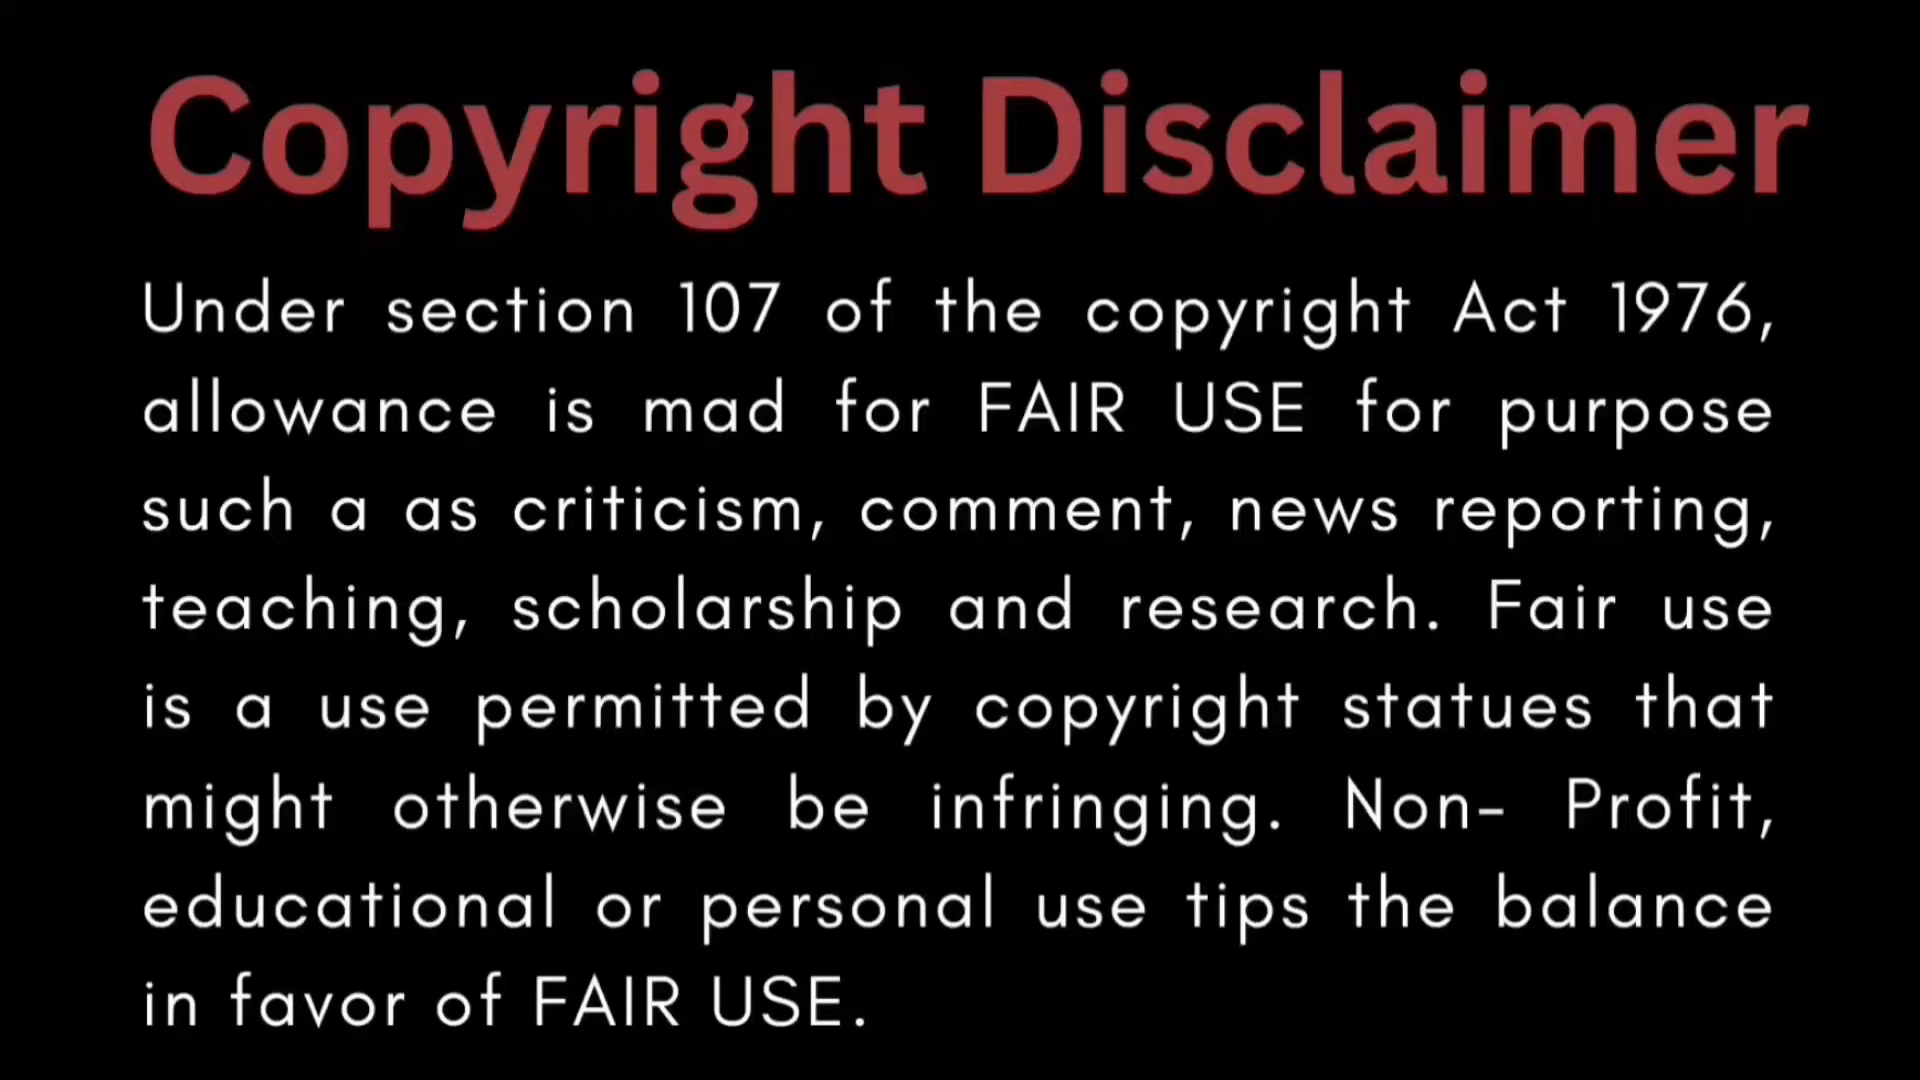 Copyright Disclaimer
Under section 107 of the copyright Act 1976,
allowance is mad for FAIR USE for purpose
such a as criticism, comment, news reporting,
teaching, scholarship and research. Fair use
is a use permitted by copyright statues that
might otherwise be infringing. Non- Profit,
educational or personal use tips the balance
in favor of FAIR USE.